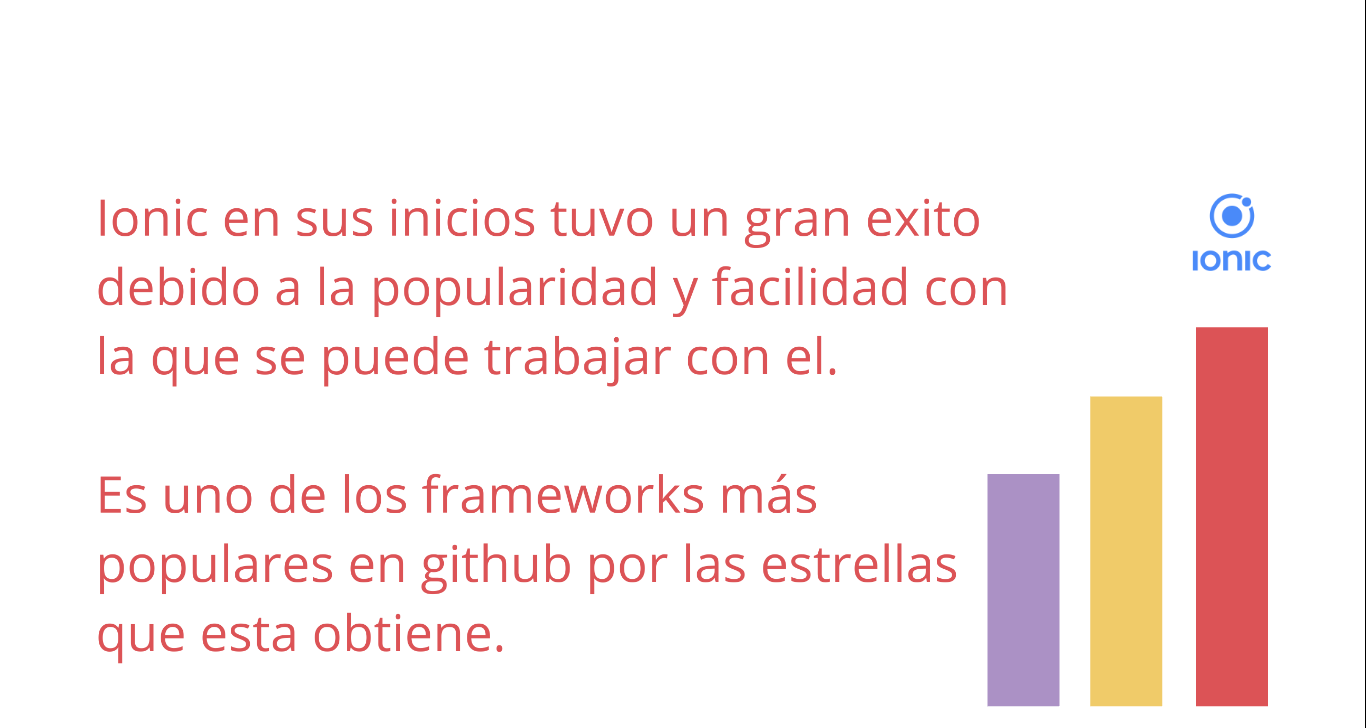 Ionic en sus inicios tuvo un gran exito
debido a la popularidad y facilidad con
la que se puede trabajar con el.
Es uno de los frameworks más
populares en github por las estrellas
que esta obtiene.
IONIC